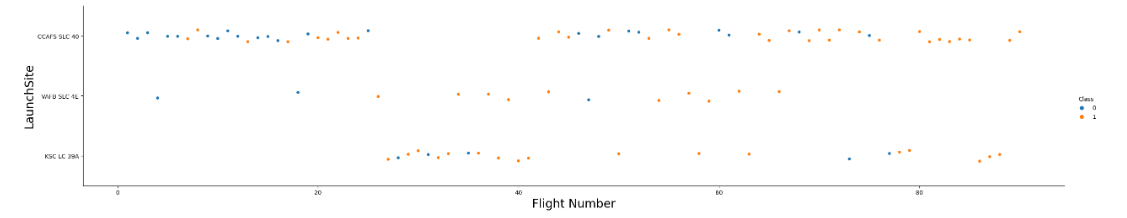 LaunchSite
CCAFS SLC 40
VAFB SLC 4E
KSC LC 39A
0 20 40 60 80
Flight Number
Class
0
1